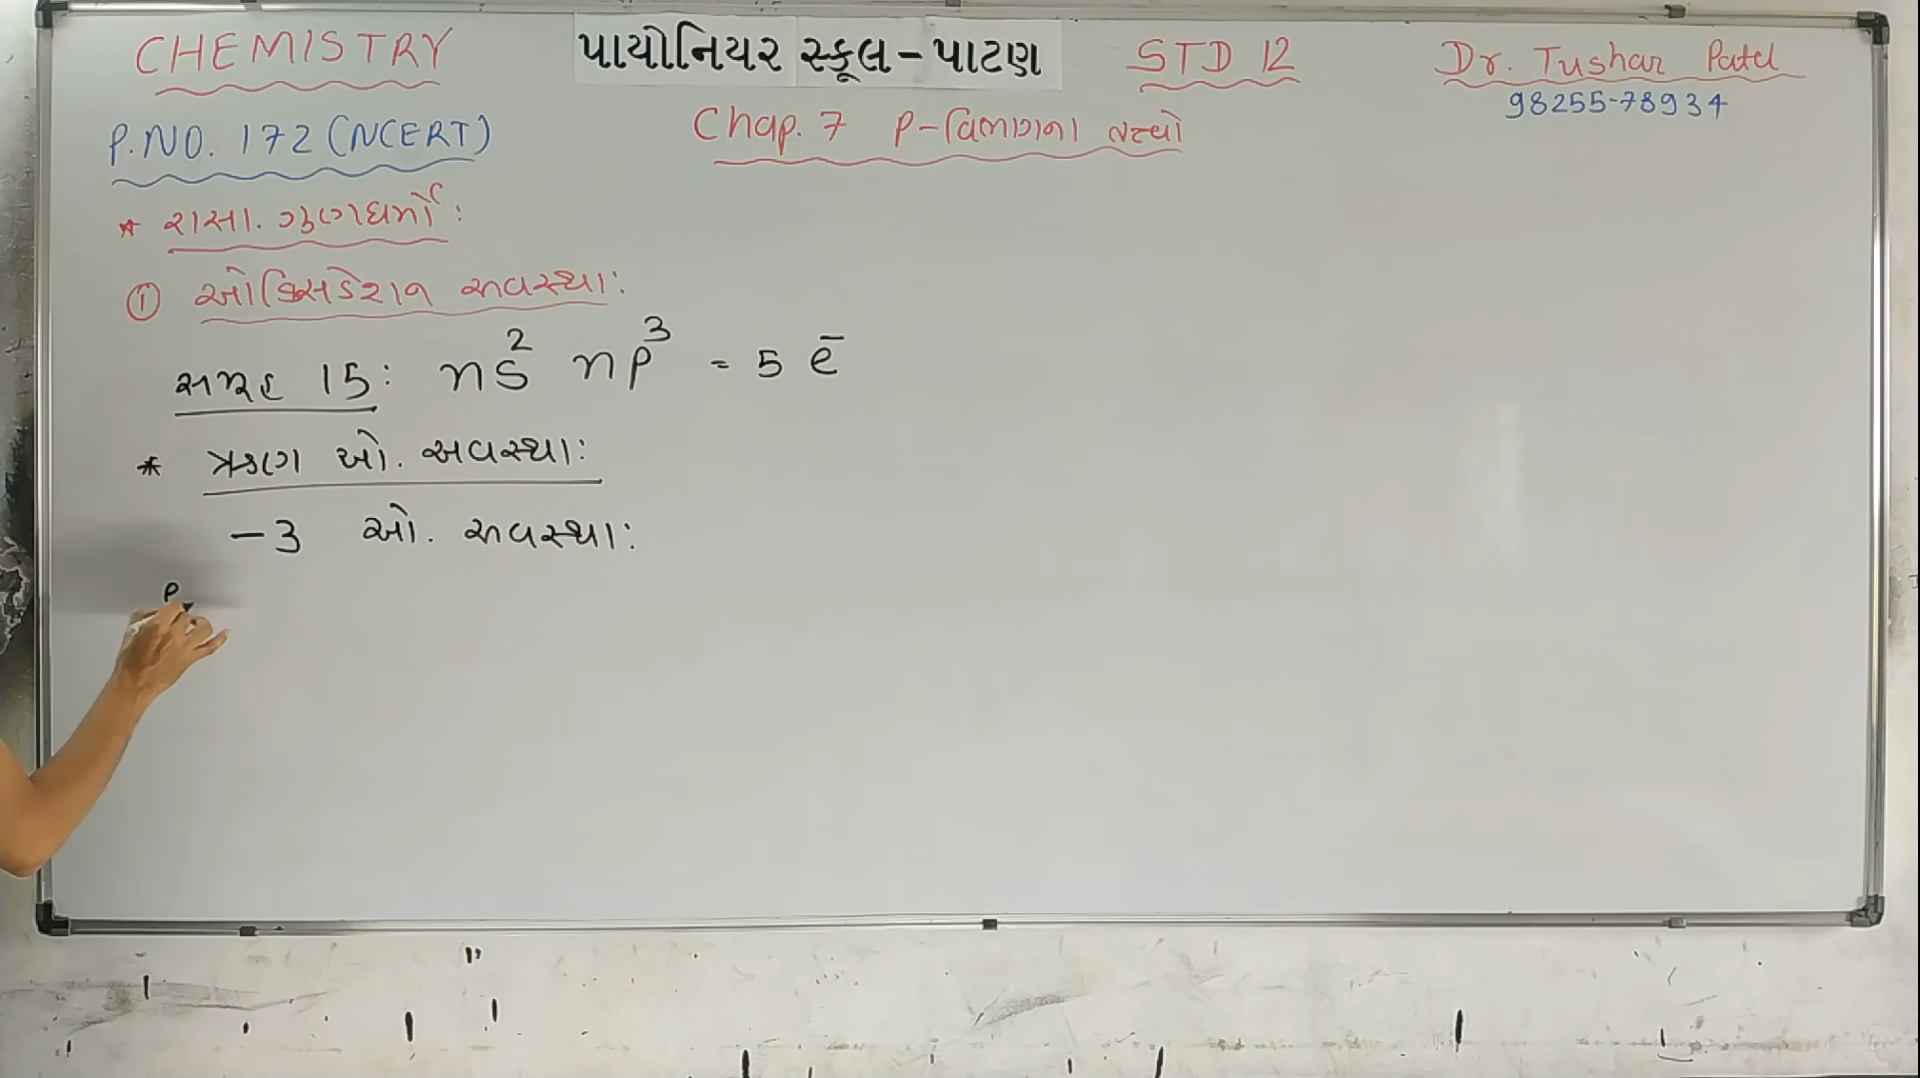 CHEMISTRY પાયોનિયર સ્કૂલ - પાટણ STD 12 Dr. Tushar Patel
98255-78934
P.NO. 172 (NCERT) Chap. 7 P-વિભાગના તત્વો
* રાસા. ગુણધર્મો :
① ઓક્સિડેશન અવસ્થા:
સમૂહ 15: ns² np³ = 5 e⁻
* ઋણ ઓ. અવસ્થા:
-3 ઓ. અવસ્થા:
P